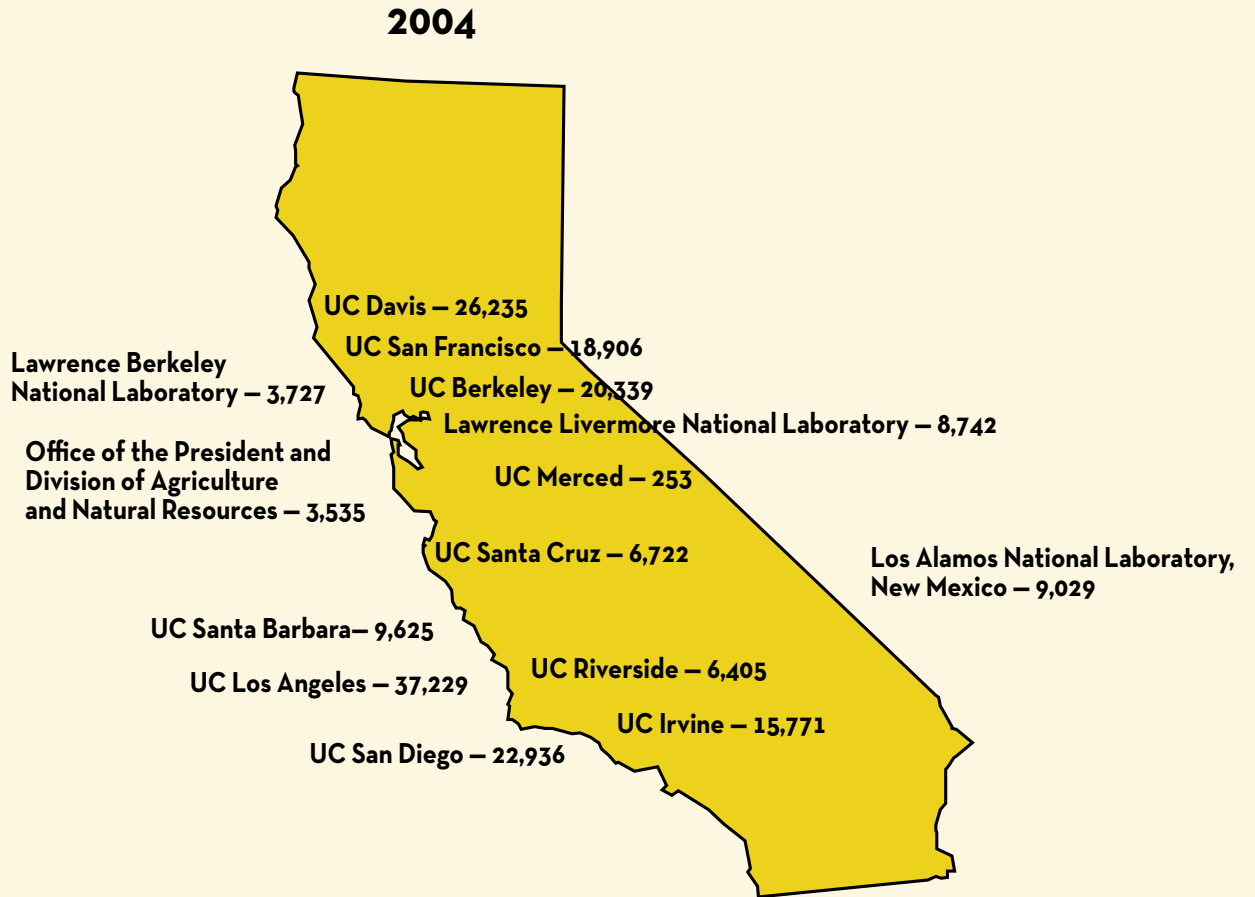 2004
UC Davis – 26,235
UC San Francisco – 18,906
Lawrence Berkeley
National Laboratory – 3,727
UC Berkeley – 20,339
Lawrence Livermore National Laboratory – 8,742
Office of the President and
Division of Agriculture
and Natural Resources – 3,535
UC Merced – 253
UC Santa Cruz – 6,722
Los Alamos National Laboratory,
New Mexico – 9,029
UC Santa Barbara– 9,625
UC Riverside – 6,405
UC Los Angeles – 37,229
UC Irvine – 15,771
UC San Diego – 22,936